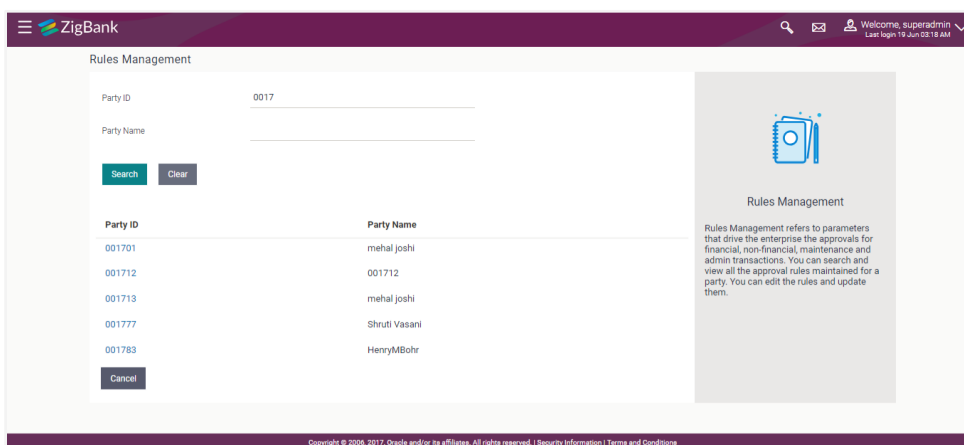 ZigBank
Welcome, superadmin
Last login 19 Jun 03:18 AM
Rules Management
Party ID 0017
Party Name
Search Clear
Party ID Party Name
001701 mehal joshi
001712 001712
001713 mehal joshi
001777 Shruti Vasani
001783 HenryMBohr
Cancel
Rules Management
Rules Management refers to parameters
that drive the enterprise the approvals for
financial, non-financial, maintenance and
admin transactions. You can search and
view all the approval rules maintained for a
party. You can edit the rules and update
them.
Copyright © 2006, 2017, Oracle and/or its affiliates. All rights reserved. | Security Information | Terms and Conditions